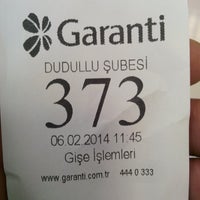 Garanti
DUDULLU ŞUBESİ
373
06.02.2014 11:45
Gişe İşlemleri
www.garanti.com.tr 444 0 333